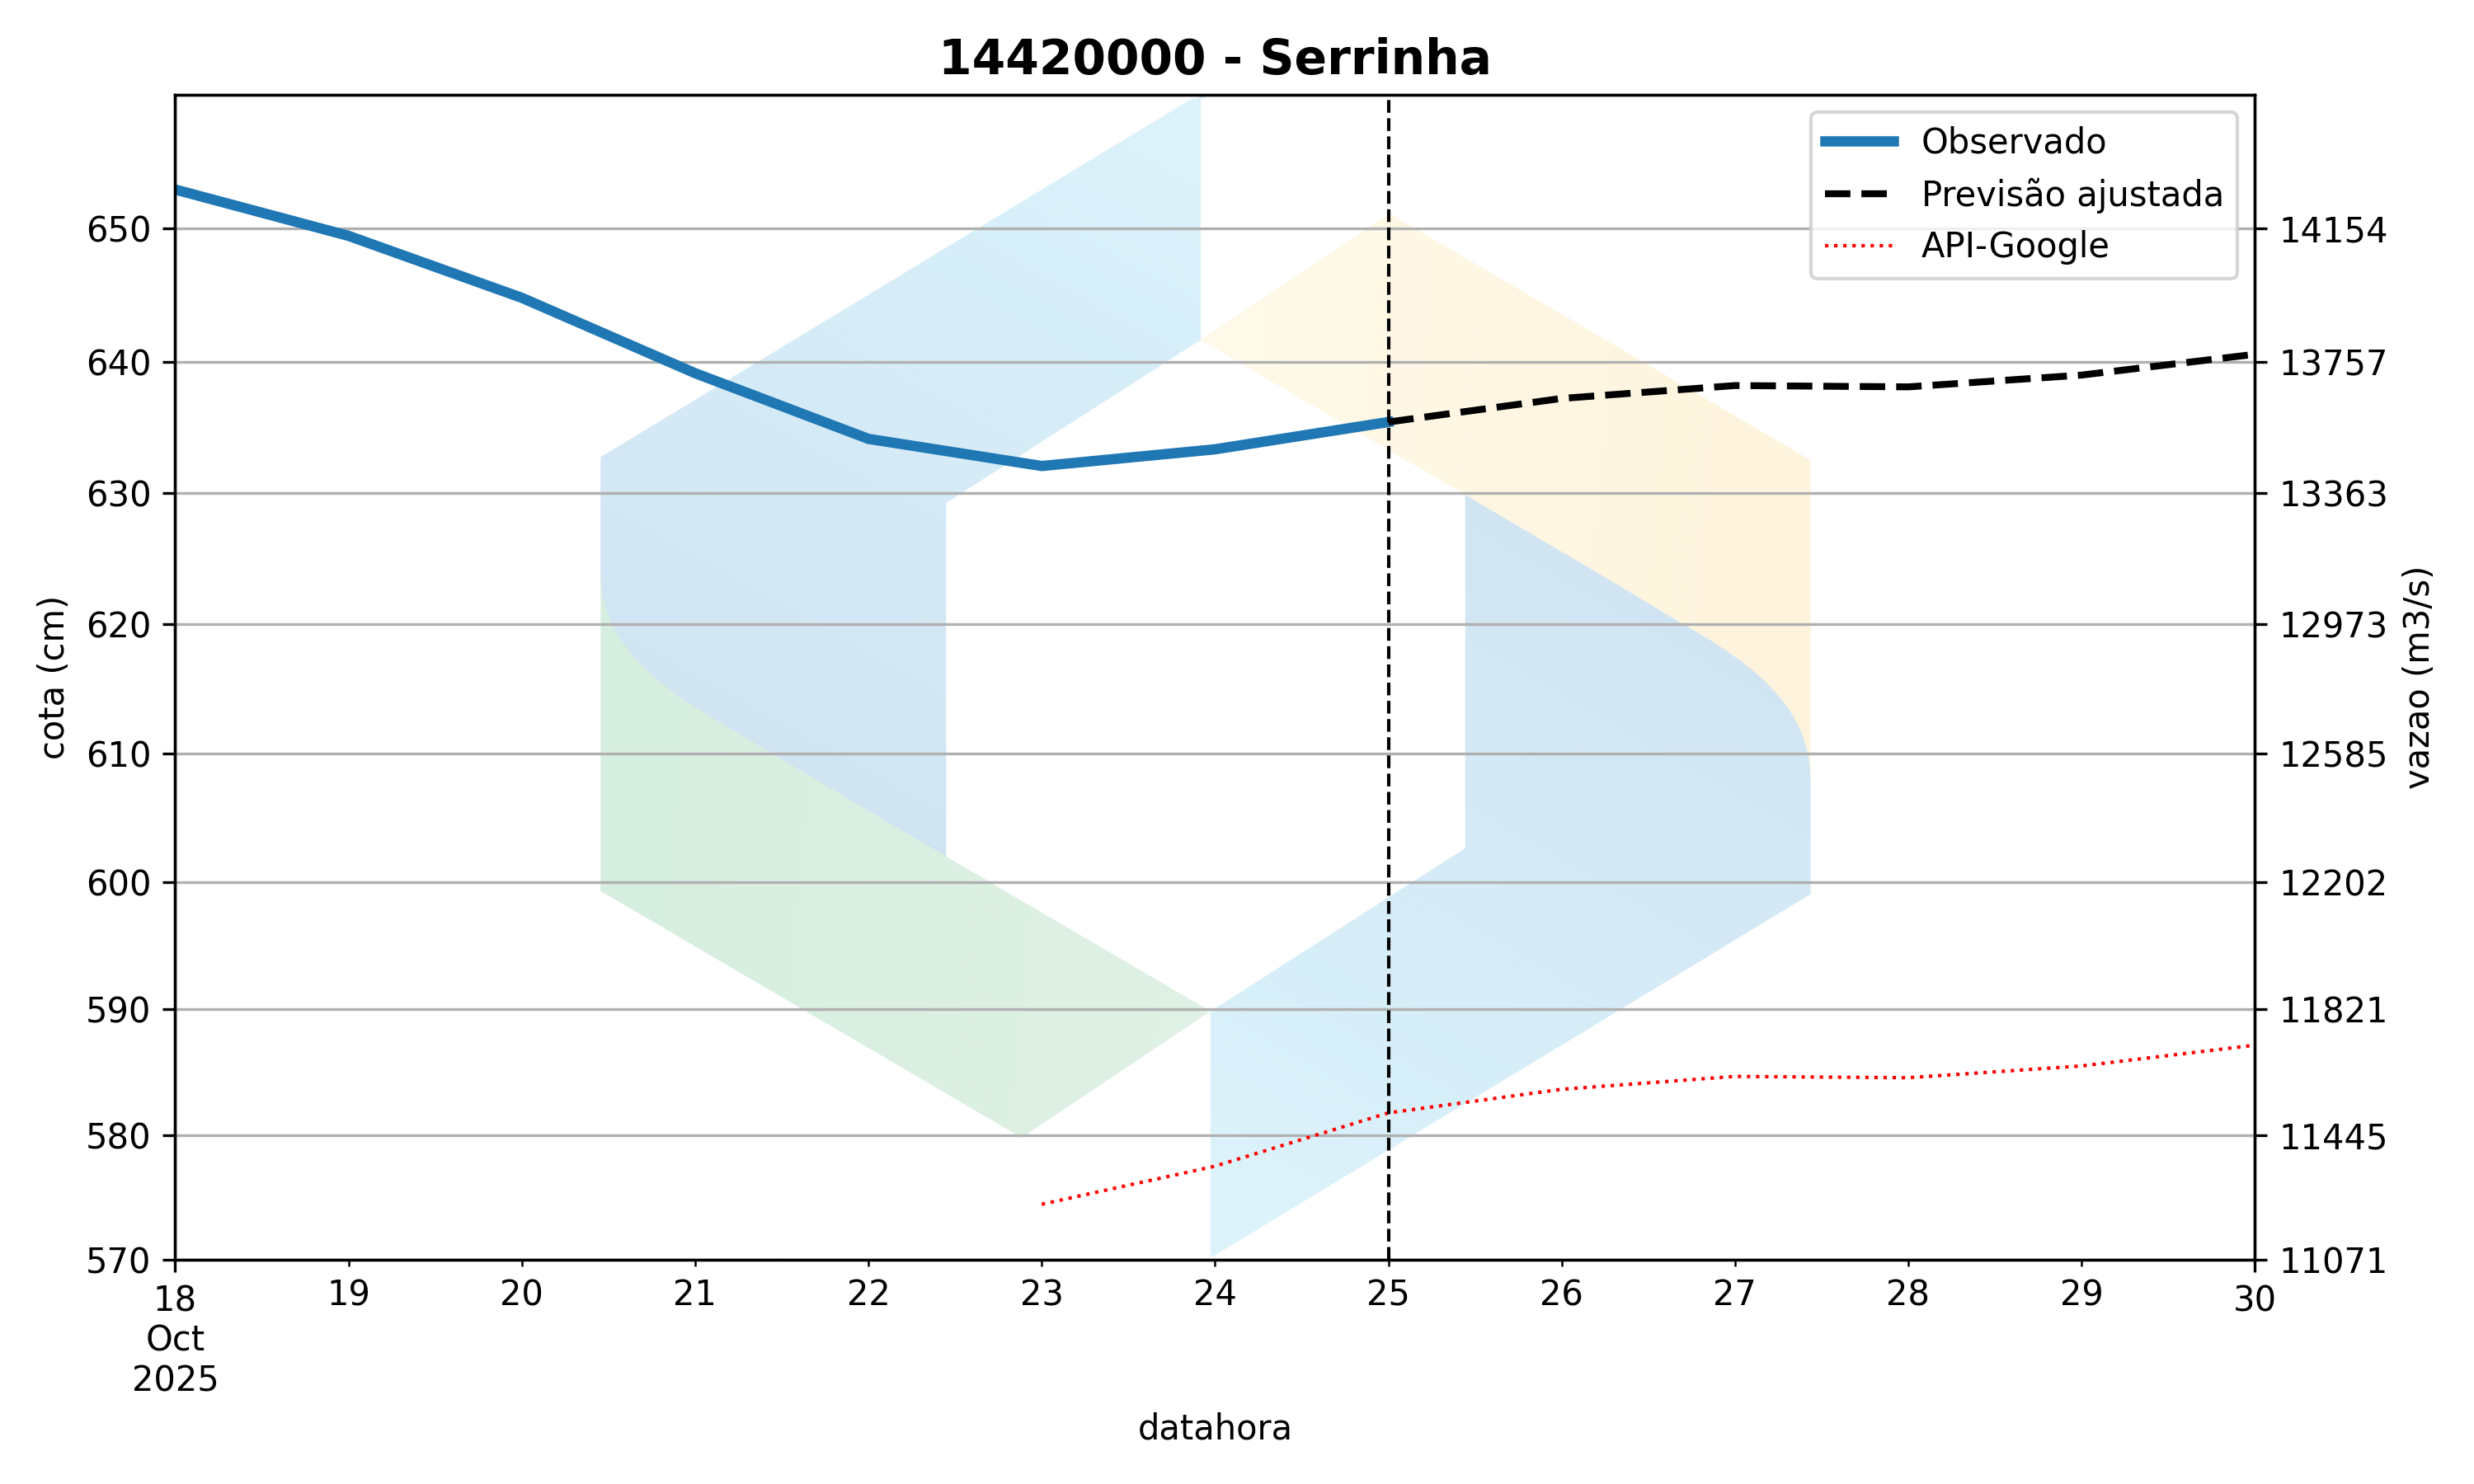 14420000 - Serrinha
Observado
Previsão ajustada
API-Google
650
640
630
620
610
600
590
580
570
cota (cm)
14154
13757
13363
12973
12585
12202
11821
11445
11071
vazao (m3/s)
18 19 20 21 22 23 24 25 26 27 28 29 30
Oct
2025
datahora